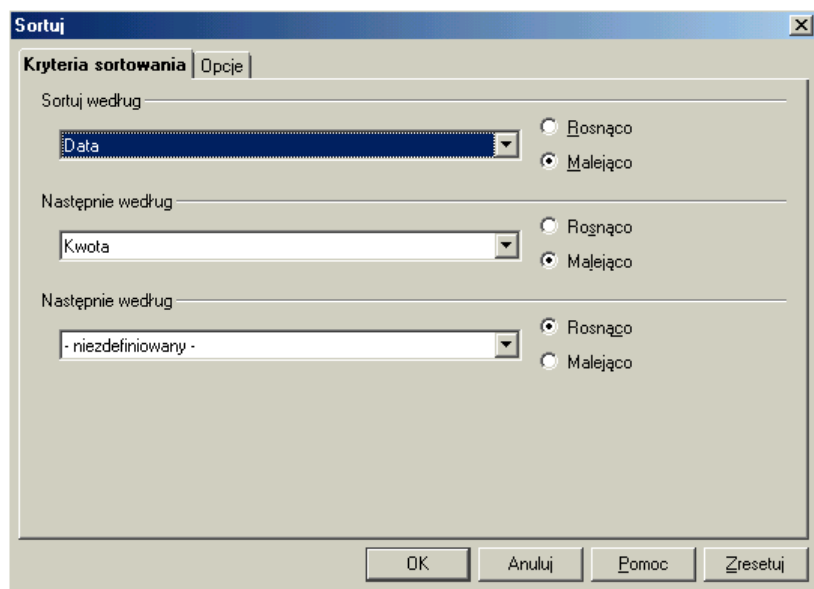 Sortuj
Kryteria sortowania Opcje
Sortuj według
Data
Rosnąco
Malejąco
Następnie według
Kwota
Rosnąco
Malejąco
Następnie według
- niezdefiniowany -
Rosnąco
Malejąco
OK Anuluj Pomoc Zresetuj